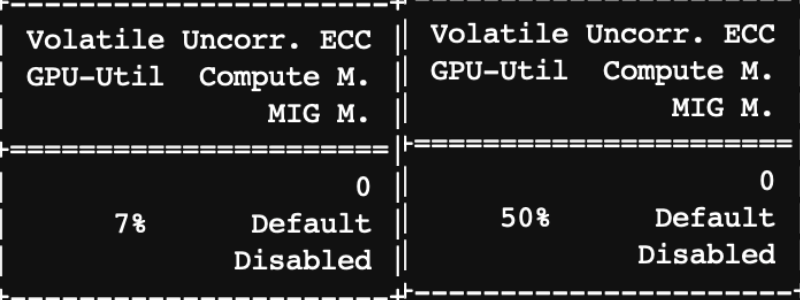 Volatile Uncorr. ECC
GPU-Util Compute M.
MIG M.
0
7% Default
Disabled
Volatile Uncorr. ECC
GPU-Util Compute M.
MIG M.
0
50% Default
Disabled